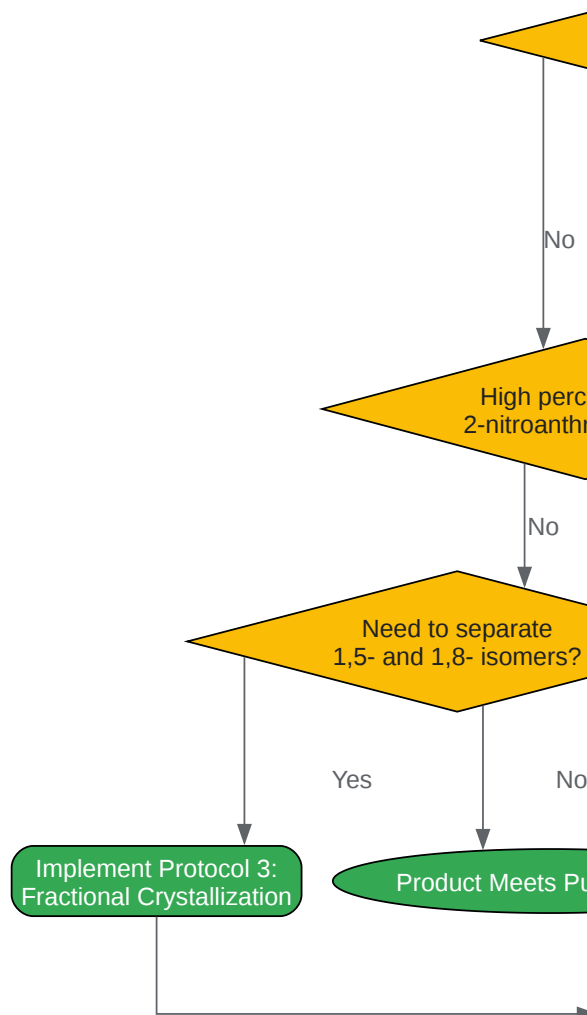 No
High perc
2-nitroanthr
No
Need to separate
1,5- and 1,8- isomers?
Yes
No
Implement Protocol 3:
Fractional Crystallization
Product Meets Pu